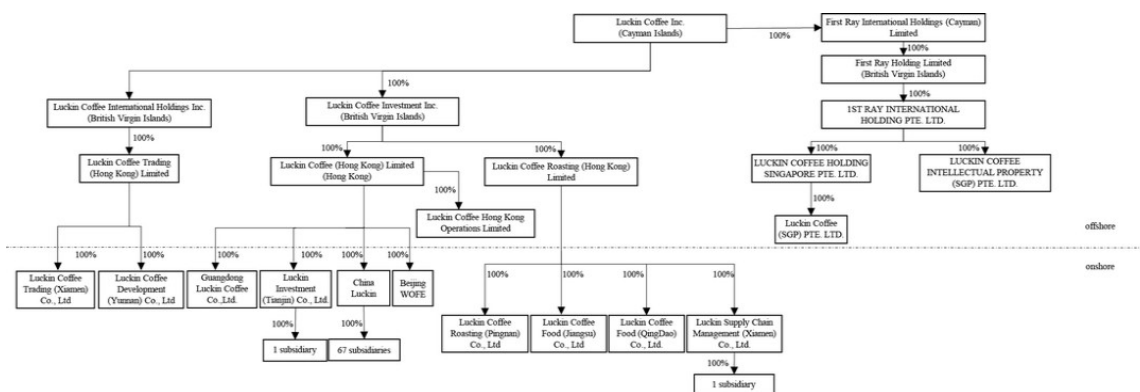 Luckin Coffee Inc.
(Cayman Islands)
100%
First Ray International Holdings (Cayman)
Limited
100%
First Ray Holding Limited
(British Virgin Islands)
100%
1ST RAY INTERNATIONAL
HOLDING PTE. LTD.
100%
100%
Luckin Coffee International Holdings Inc.
(British Virgin Islands)
100%
Luckin Coffee Investment Inc.
(British Virgin Islands)
100%
100%
100%
100%
Luckin Coffee Trading
(Hong Kong) Limited
Luckin Coffee (Hong Kong) Limited
(Hong Kong)
Luckin Coffee Roasting (Hong Kong)
Limited
LUCKIN COFFEE HOLDING
SINGAPORE PTE. LTD.
LUCKIN COFFEE
INTELLECTUAL PROPERTY
(SGP) PTE. LTD.
100%
100%
Luckin Coffee Hong Kong
Operations Limited
Luckin Coffee
(SGP) PTE. LTD.
offshore
onshore
100%
100%
100%
100%
100%
100%
Luckin Coffee
Trading (Xiamen)
Co., Ltd
Luckin Coffee
Development
(Yunnan) Co., Ltd
Guangdong
Luckin Coffee
Co.,Ltd.
Luckin
Investment
(Tianjin) Co., Ltd.
China
Luckin
Beijing
WOFE
100%
100%
100%
100%
Luckin Coffee
Roasting (Pingnan)
Co., Ltd
Luckin Coffee
Food (Jiangsu)
Co., Ltd
Luckin Coffee
Food (QingDao)
Co., Ltd.
Luckin Supply Chain
Management (Xiamen)
Co., Ltd.
100%
100%
1 subsidiary
67 subsidiaries
100%
1 subsidiary